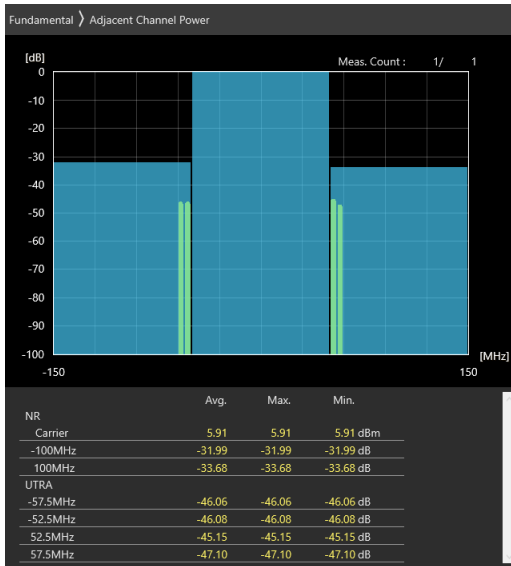 Fundamental 〉 Adjacent Channel Power
[dB]
Meas. Count : 1/ 1
0
-10
-20
-30
-40
-50
-60
-70
-80
-90
-100
[MHz]
-150 150
Avg. Max. Min.
NR
Carrier 5.91 5.91 5.91 dBm
-100MHz -31.99 -31.99 -31.99 dB
100MHz -33.68 -33.68 -33.68 dB
UTRA
-57.5MHz -46.06 -46.06 -46.06 dB
-52.5MHz -46.08 -46.08 -46.08 dB
52.5MHz -45.15 -45.15 -45.15 dB
57.5MHz -47.10 -47.10 -47.10 dB